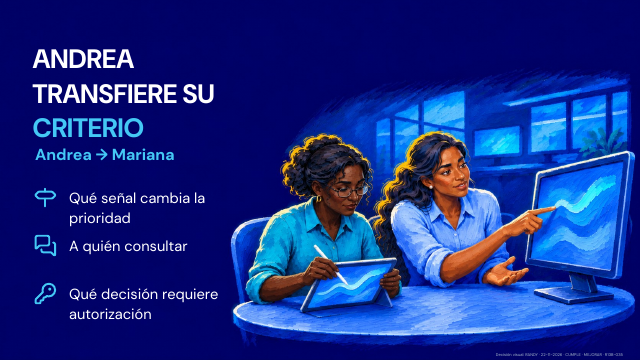 ANDREA
TRANSFIERE SU
CRITERIO
Andrea → Mariana
Qué señal cambia la
prioridad
A quién consultar
Qué decisión requiere
autorización